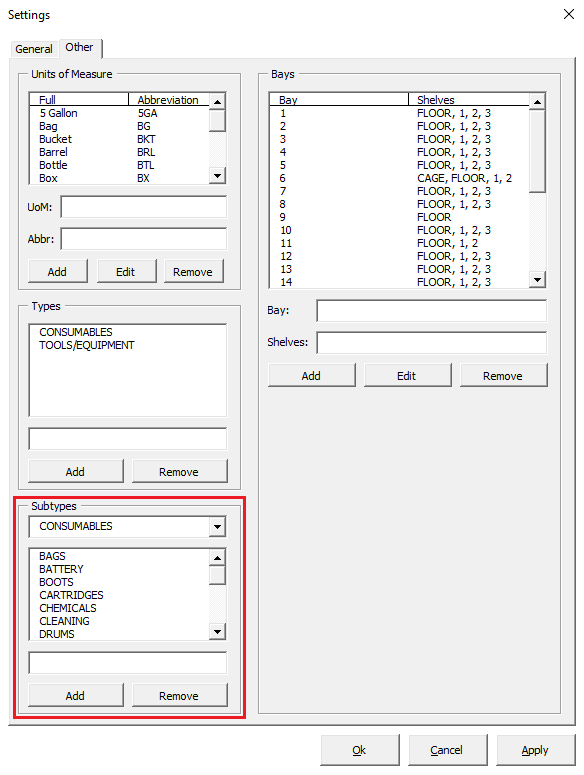 Settings
General Other
Units of Measure
Full Abbreviation
5 Gallon 5GA
Bag BG
Bucket BKT
Barrel BRL
Bottle BTL
Box BX
UoM:
Abbr:
Add Edit Remove
Types
CONSUMABLES
TOOLS/EQUIPMENT
Add Remove
Subtypes
CONSUMABLES
BAGS
BATTERY
BOOTS
CARTRIDGES
CHEMICALS
CLEANING
DRUMS
Add Remove
Bays
Bay Shelves
1 FLOOR, 1, 2, 3
2 FLOOR, 1, 2, 3
3 FLOOR, 1, 2, 3
4 FLOOR, 1, 2, 3
5 FLOOR, 1, 2, 3
6 CAGE, FLOOR, 1, 2
7 FLOOR, 1, 2, 3
8 FLOOR, 1, 2, 3
9 FLOOR
10 FLOOR, 1, 2, 3
11 FLOOR, 1, 2
12 FLOOR, 1, 2, 3
13 FLOOR, 1, 2, 3
14 FLOOR, 1, 2, 3
Bay:
Shelves:
Add Edit Remove
Ok Cancel Apply